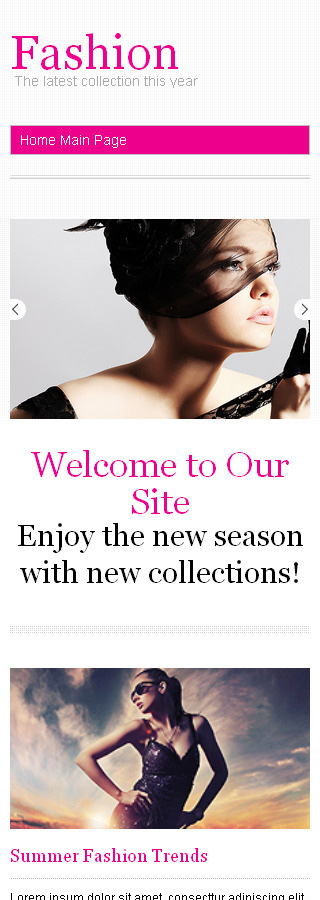 Fashion
The latest collection this year
Home Main Page
Welcome to Our
Site
Enjoy the new season
with new collections!
Summer Fashion Trends
Lorem ipsum dolor sit amet, consecttur adipiscing elit